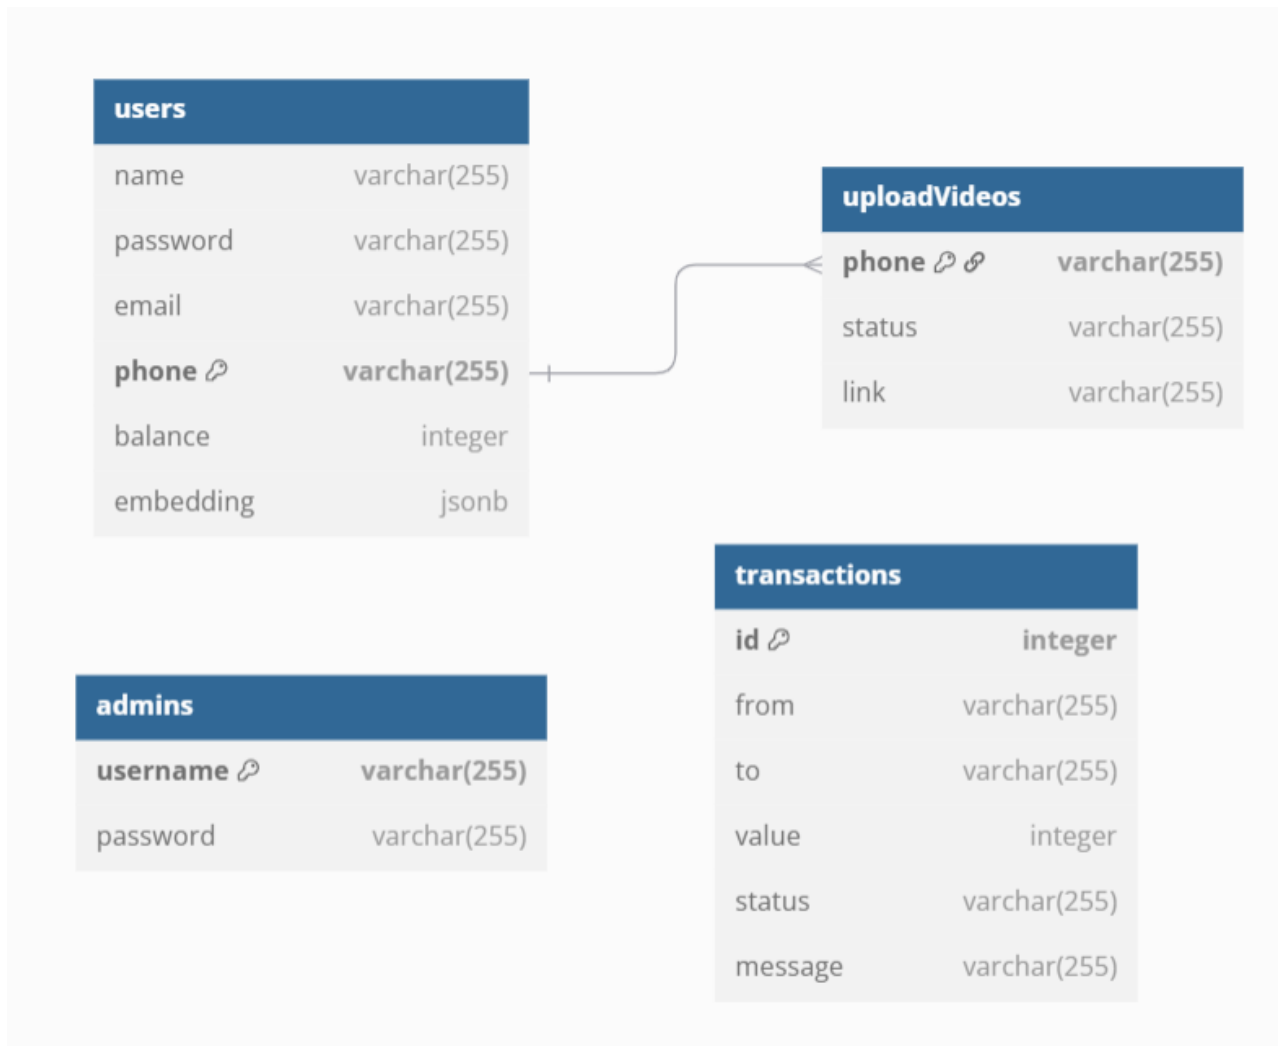 users
name varchar(255)
password varchar(255)
email varchar(255)
phone varchar(255)
balance integer
embedding jsonb
uploadVideos
phone varchar(255)
status varchar(255)
link varchar(255)
transactions
id integer
from varchar(255)
to varchar(255)
value integer
status varchar(255)
message varchar(255)
admins
username varchar(255)
password varchar(255)